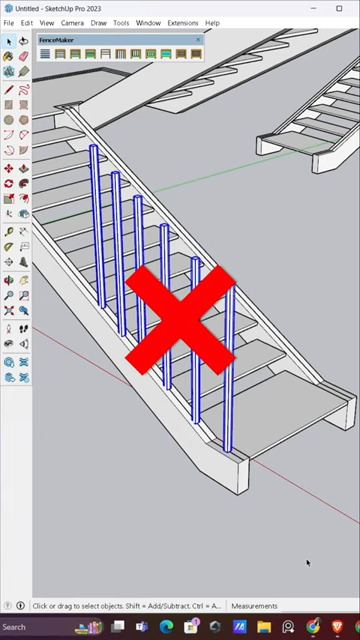 Untitled - SketchUp Pro 2023
File Edit View Camera Draw Tools Window Extensions Help
FenceMaker
Click or drag to select objects. Shift = Add/Subtract. Ctrl = A...
Measurements
Search